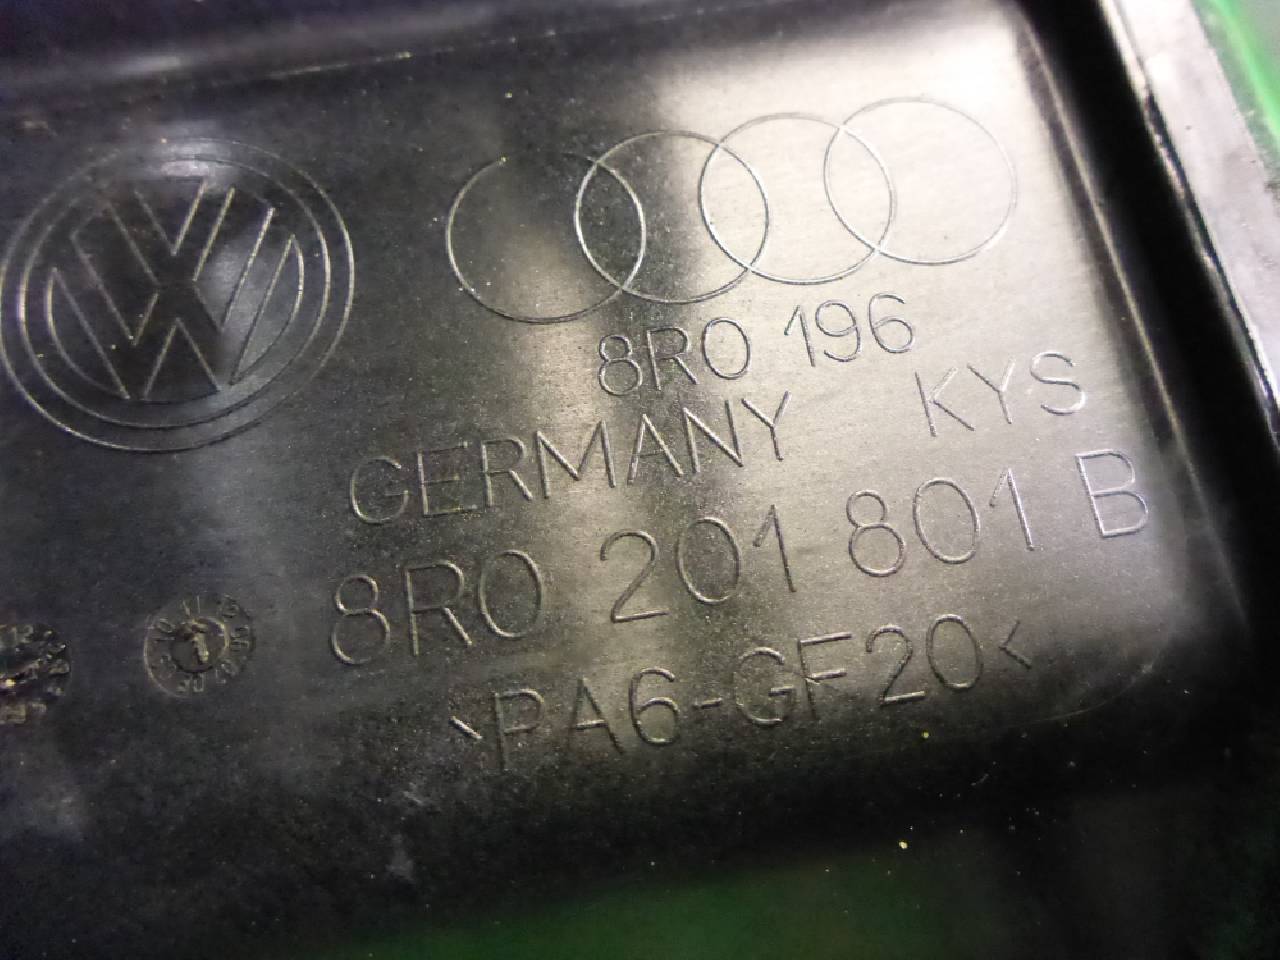 8R0 196
GERMANY KYS
8R0 201 801 B
>PA6-GF20<